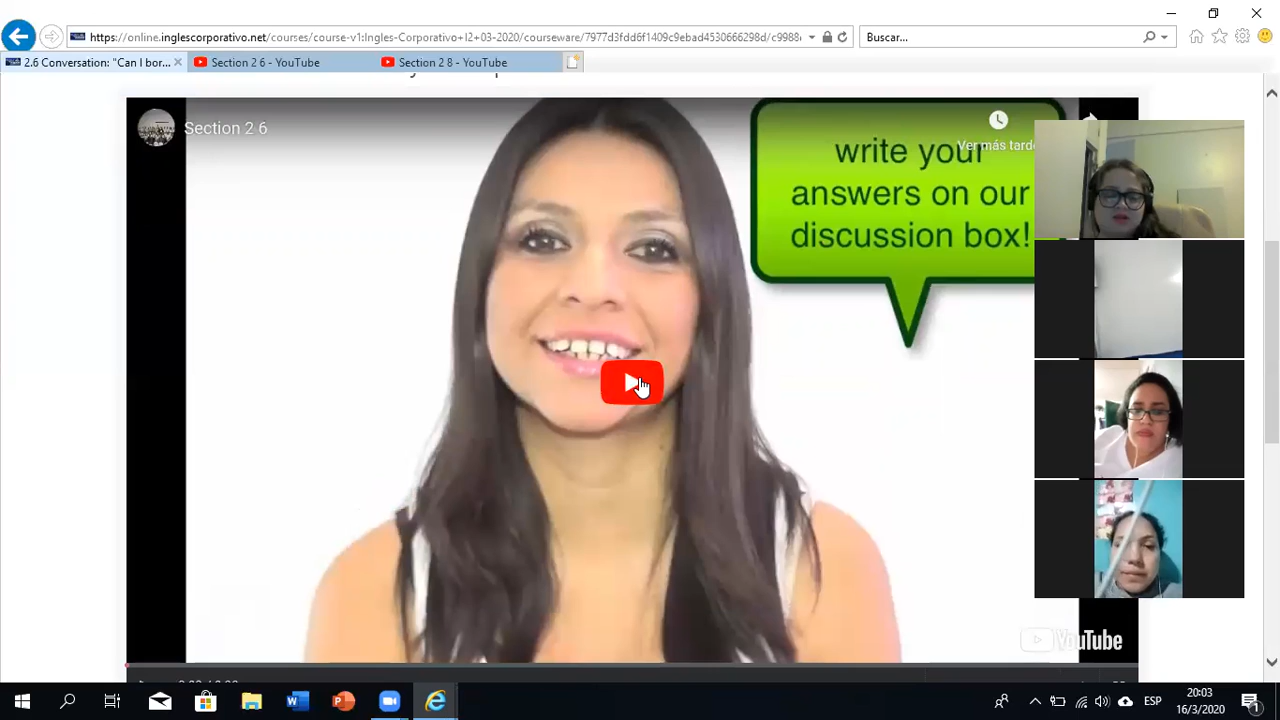 https://online.inglescorporativo.net/courses/course-v1:Ingles-Corporativo+I2+03-2020/courseware/7977d3fdd6f1409c9ebad4530666298d/c9988
Buscar...
2.6 Conversation: "Can I bor...
Section 2 6 - YouTube
Section 2 8 - YouTube
Section 2 6
Ver más tarde
write your
answers on our
discussion box!
YouTube
ESP
20:03
16/3/2020
1